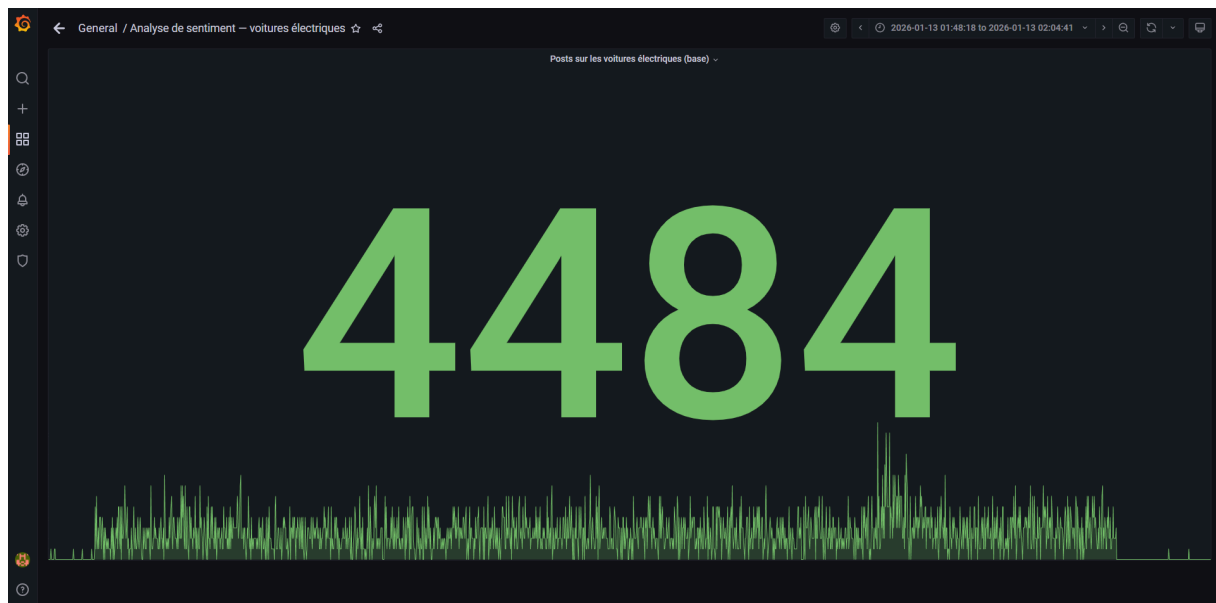 General / Analyse de sentiment — voitures électriques
2026-01-13 01:48:18 to 2026-01-13 02:04:41
Posts sur les voitures électriques (base)
4484